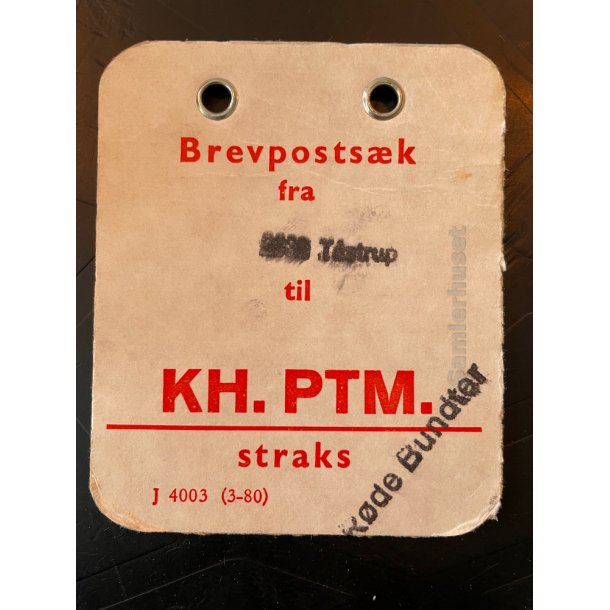 Brevpostsæk
fra
Tåstrup
til
KH. PTM.
straks
J 4003 (3-80)
Røde Bundter
Samlerhuset